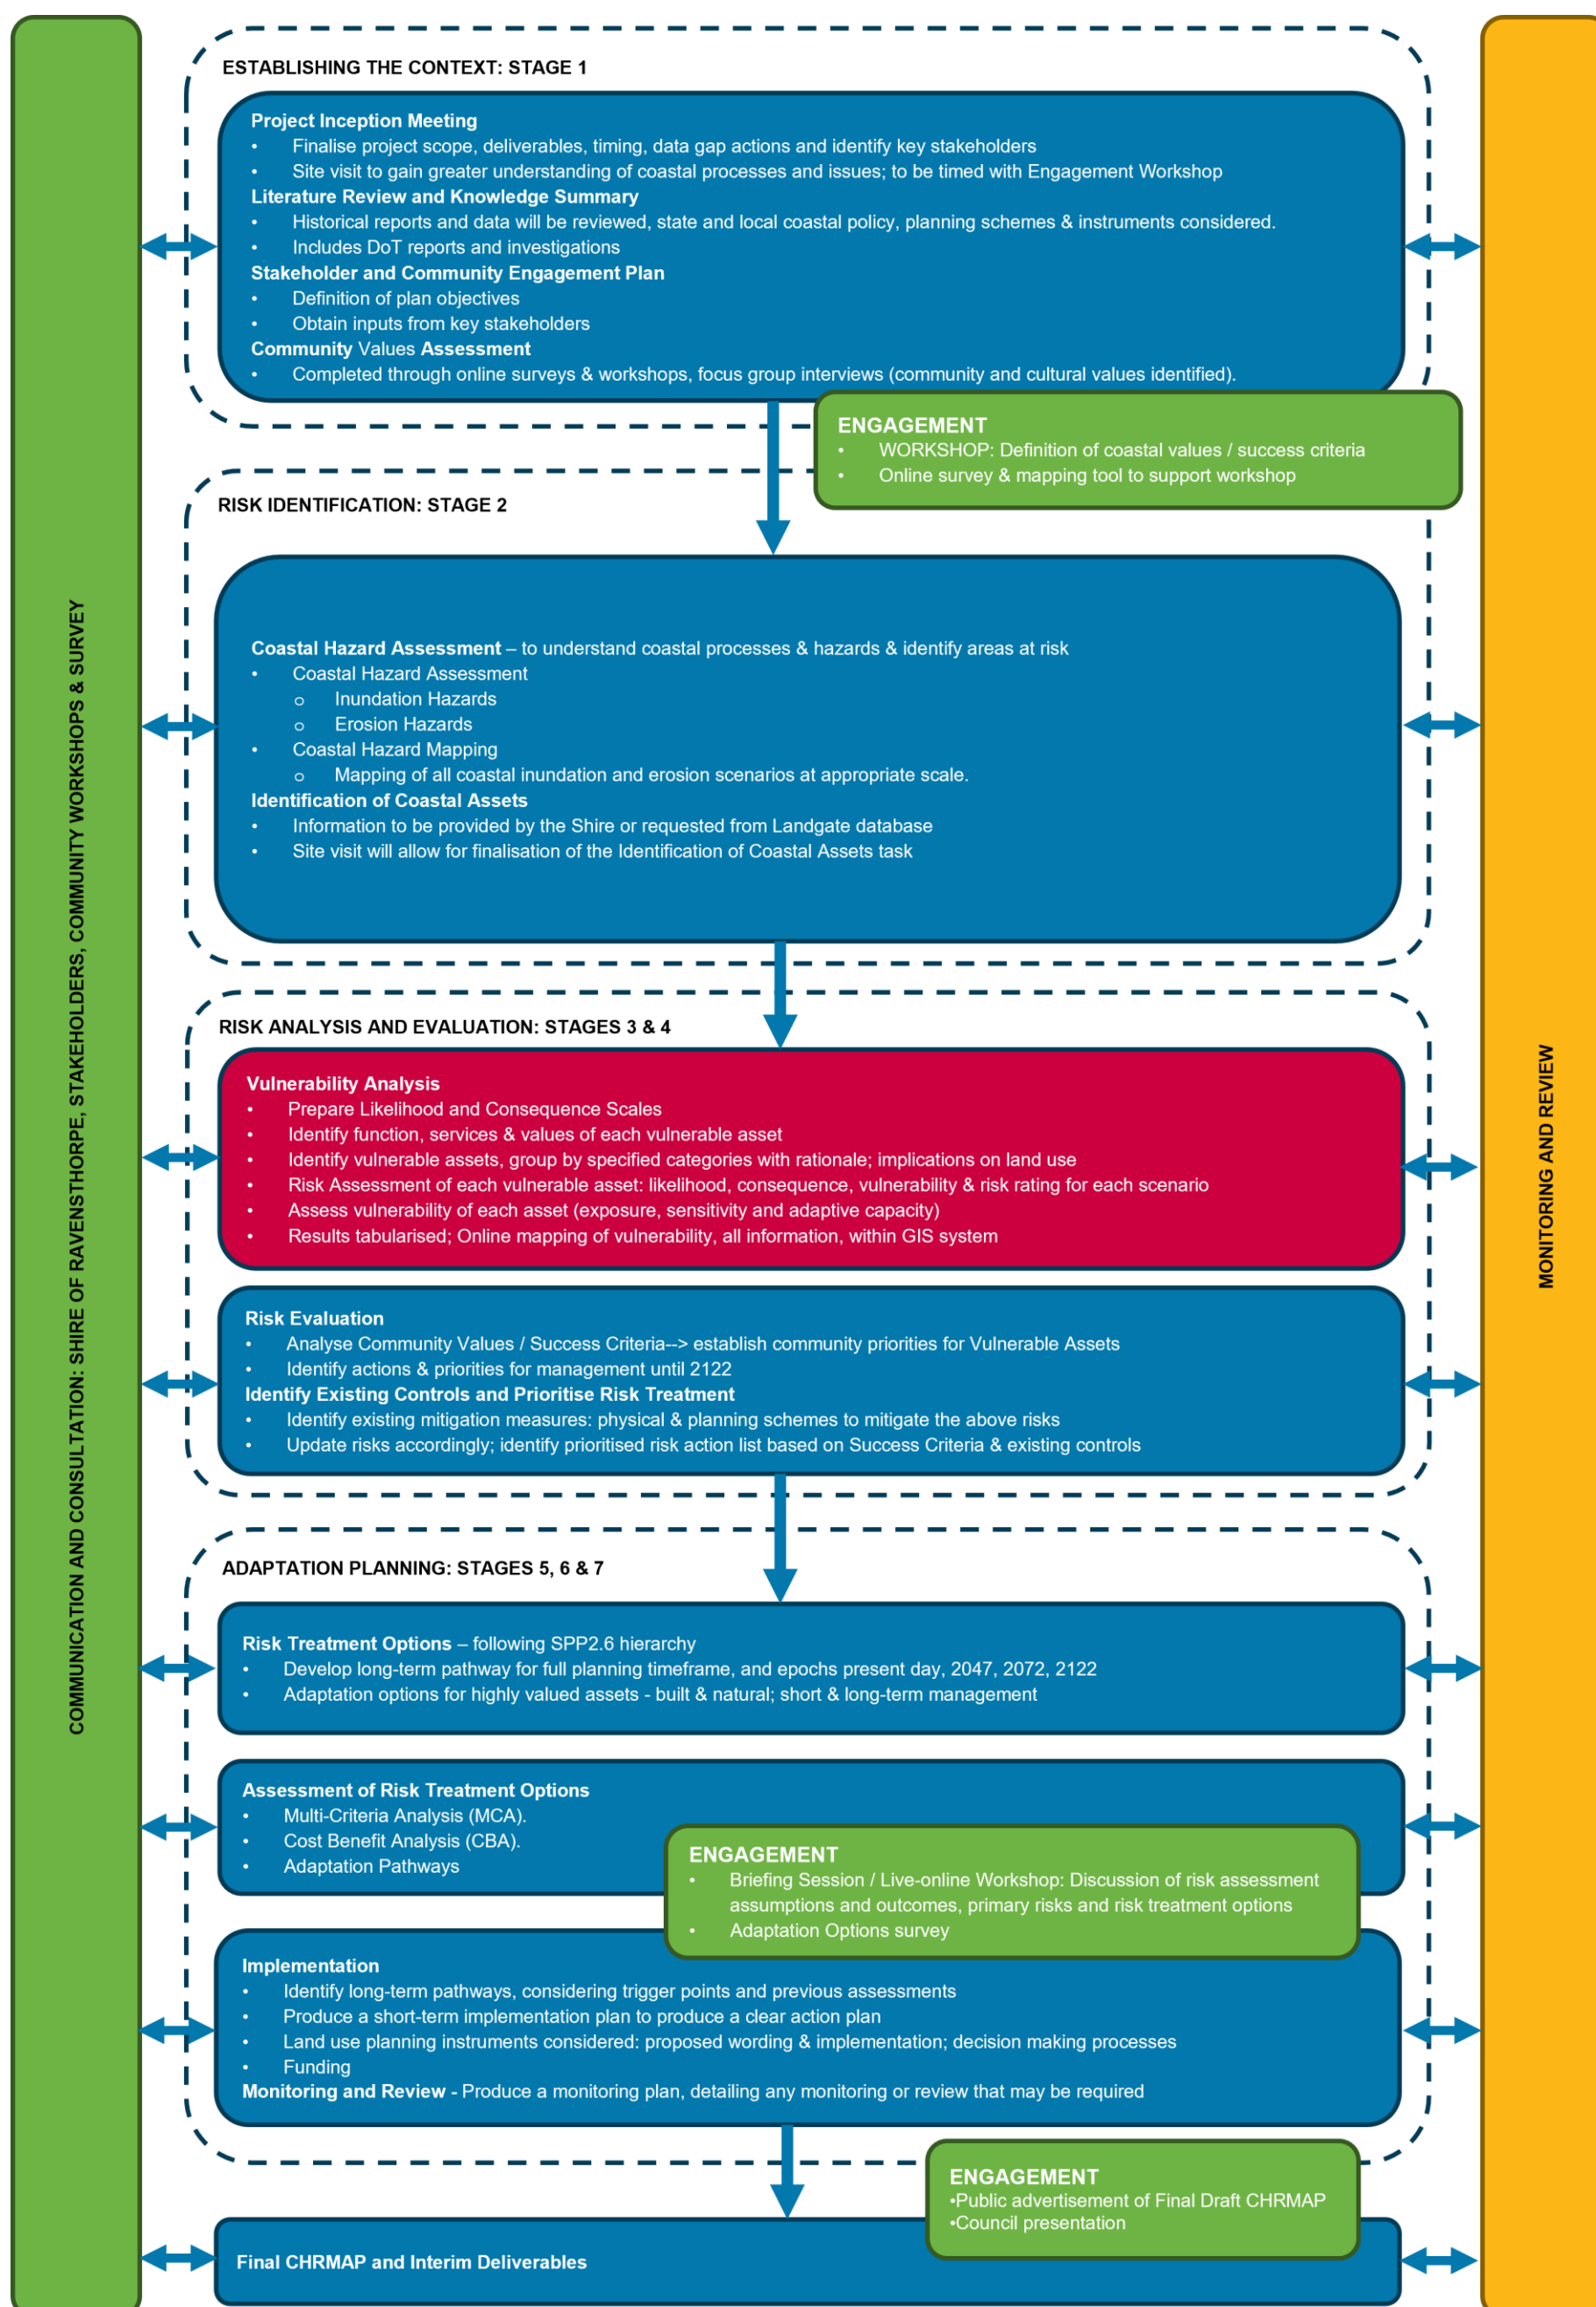 COMMUNICATION AND CONSULTATION: SHIRE OF RAVENSTHORPE, STAKEHOLDERS, COMMUNITY WORKSHOPS & SURVEY
ESTABLISHING THE CONTEXT: STAGE 1
Project Inception Meeting
• Finalise project scope, deliverables, timing, data gap actions and identify key stakeholders
• Site visit to gain greater understanding of coastal processes and issues; to be timed with Engagement Workshop
Literature Review and Knowledge Summary
• Historical reports and data will be reviewed, state and local coastal policy, planning schemes & instruments considered.
• Includes DoT reports and investigations
Stakeholder and Community Engagement Plan
• Definition of plan objectives
• Obtain inputs from key stakeholders
Community Values Assessment
• Completed through online surveys & workshops, focus group interviews (community and cultural values identified).
ENGAGEMENT
• WORKSHOP: Definition of coastal values / success criteria
• Online survey & mapping tool to support workshop
RISK IDENTIFICATION: STAGE 2
Coastal Hazard Assessment – to understand coastal processes & hazards & identify areas at risk
• Coastal Hazard Assessment
o Inundation Hazards
o Erosion Hazards
• Coastal Hazard Mapping
o Mapping of all coastal inundation and erosion scenarios at appropriate scale.
Identification of Coastal Assets
• Information to be provided by the Shire or requested from Landgate database
• Site visit will allow for finalisation of the Identification of Coastal Assets task
RISK ANALYSIS AND EVALUATION: STAGES 3 & 4
Vulnerability Analysis
• Prepare Likelihood and Consequence Scales
• Identify function, services & values of each vulnerable asset
• Identify vulnerable assets, group by specified categories with rationale; implications on land use
• Risk Assessment of each vulnerable asset: likelihood, consequence, vulnerability & risk rating for each scenario
• Assess vulnerability of each asset (exposure, sensitivity and adaptive capacity)
• Results tabularised; Online mapping of vulnerability, all information, within GIS system
Risk Evaluation
• Analyse Community Values / Success Criteria--> establish community priorities for Vulnerable Assets
• Identify actions & priorities for management until 2122
Identify Existing Controls and Prioritise Risk Treatment
• Identify existing mitigation measures: physical & planning schemes to mitigate the above risks
• Update risks accordingly; identify prioritised risk action list based on Success Criteria & existing controls
ADAPTATION PLANNING: STAGES 5, 6 & 7
Risk Treatment Options – following SPP2.6 hierarchy
• Develop long-term pathway for full planning timeframe, and epochs present day, 2047, 2072, 2122
• Adaptation options for highly valued assets - built & natural; short & long-term management
Assessment of Risk Treatment Options
• Multi-Criteria Analysis (MCA).
• Cost Benefit Analysis (CBA).
• Adaptation Pathways
ENGAGEMENT
• Briefing Session / Live-online Workshop: Discussion of risk assessment
assumptions and outcomes, primary risks and risk treatment options
• Adaptation Options survey
Implementation
• Identify long-term pathways, considering trigger points and previous assessments
• Produce a short-term implementation plan to produce a clear action plan
• Land use planning instruments considered: proposed wording & implementation; decision making processes
• Funding
Monitoring and Review - Produce a monitoring plan, detailing any monitoring or review that may be required
ENGAGEMENT
•Public advertisement of Final Draft CHRMAP
•Council presentation
Final CHRMAP and Interim Deliverables
MONITORING AND REVIEW